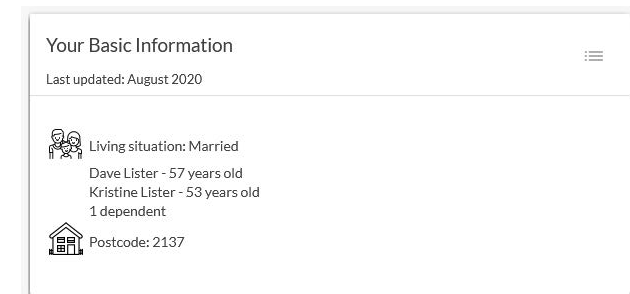 Your Basic Information
Last updated: August 2020
Living situation: Married
Dave Lister - 57 years old
Kristine Lister - 53 years old
1 dependent
Postcode: 2137